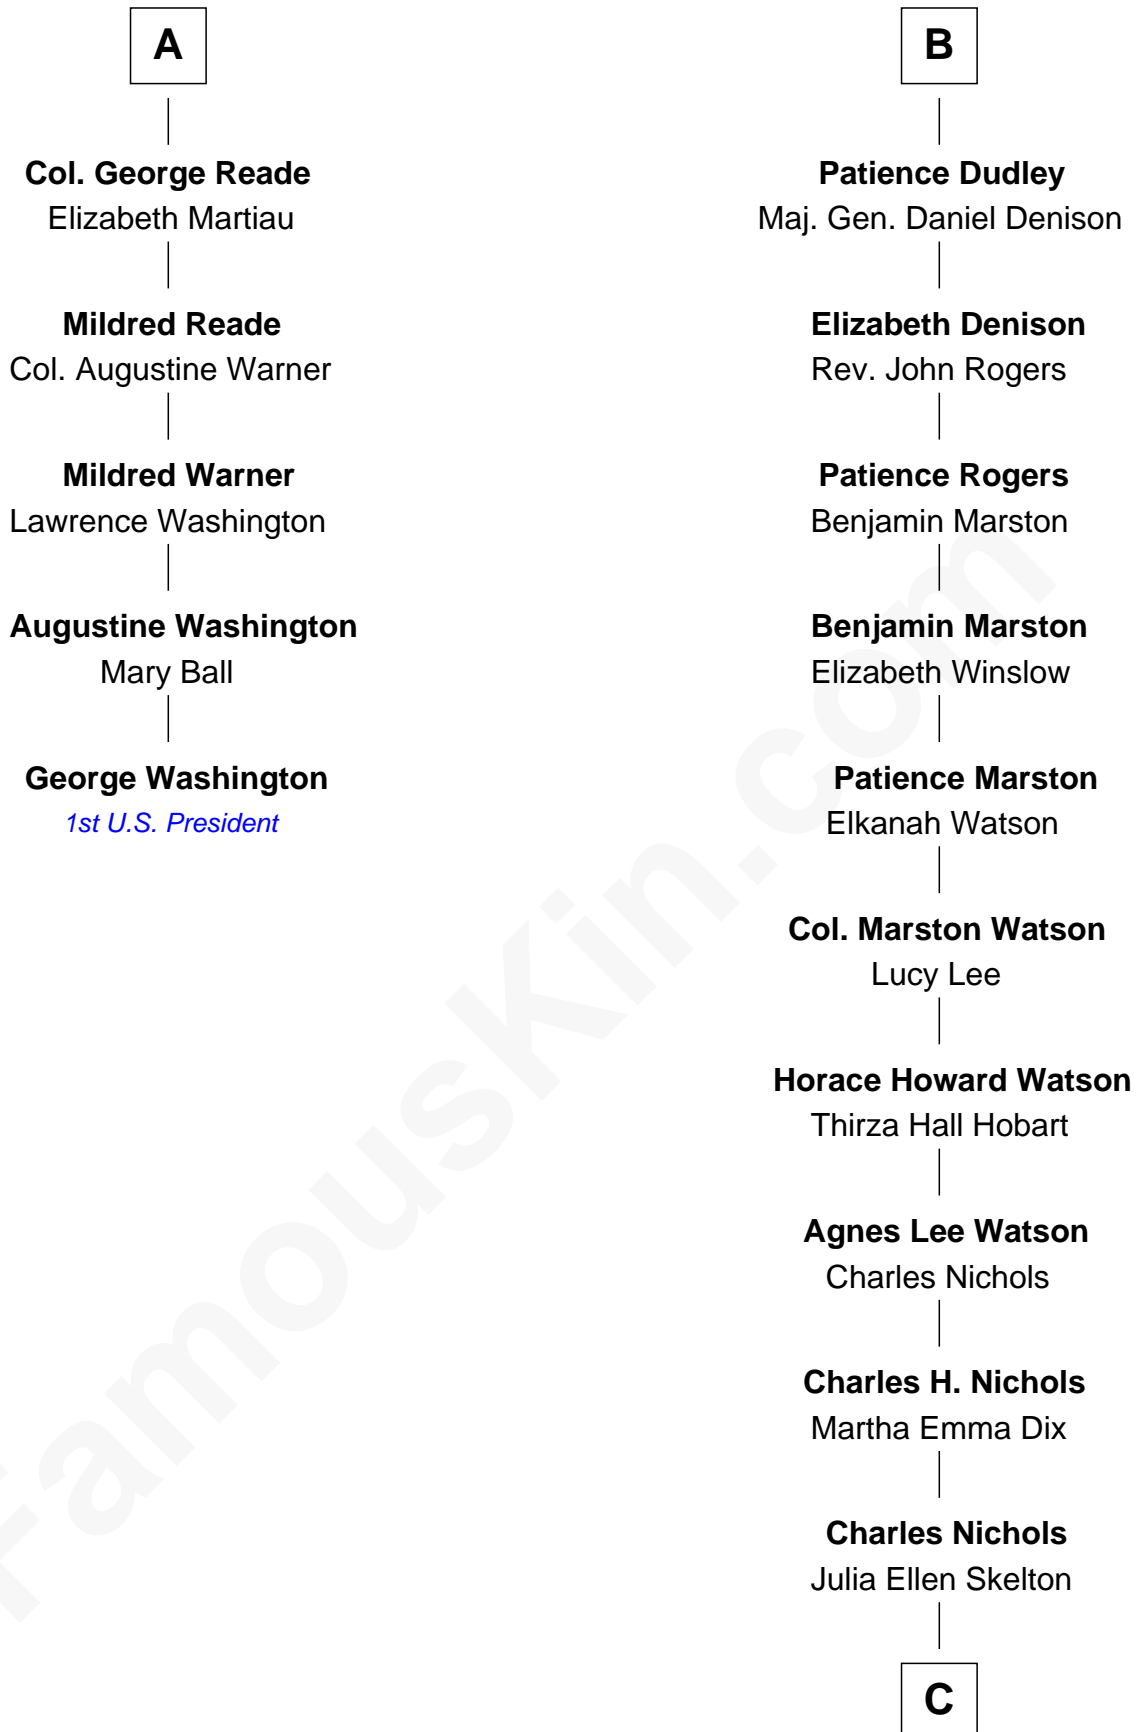 A
Col. George Reade
Elizabeth Martiau
Mildred Reade
Col. Augustine Warner
Mildred Warner
Lawrence Washington
Augustine Washington
Mary Ball
George Washington
1st U.S. President
B
Patience Dudley
Maj. Gen. Daniel Denison
Elizabeth Denison
Rev. John Rogers
Patience Rogers
Benjamin Marston
Benjamin Marston
Elizabeth Winslow
Patience Marston
Elkanah Watson
Col. Marston Watson
Lucy Lee
Horace Howard Watson
Thirza Hall Hobart
Agnes Lee Watson
Charles Nichols
Charles H. Nichols
Martha Emma Dix
Charles Nichols
Julia Ellen Skelton
C
FamousKin.com